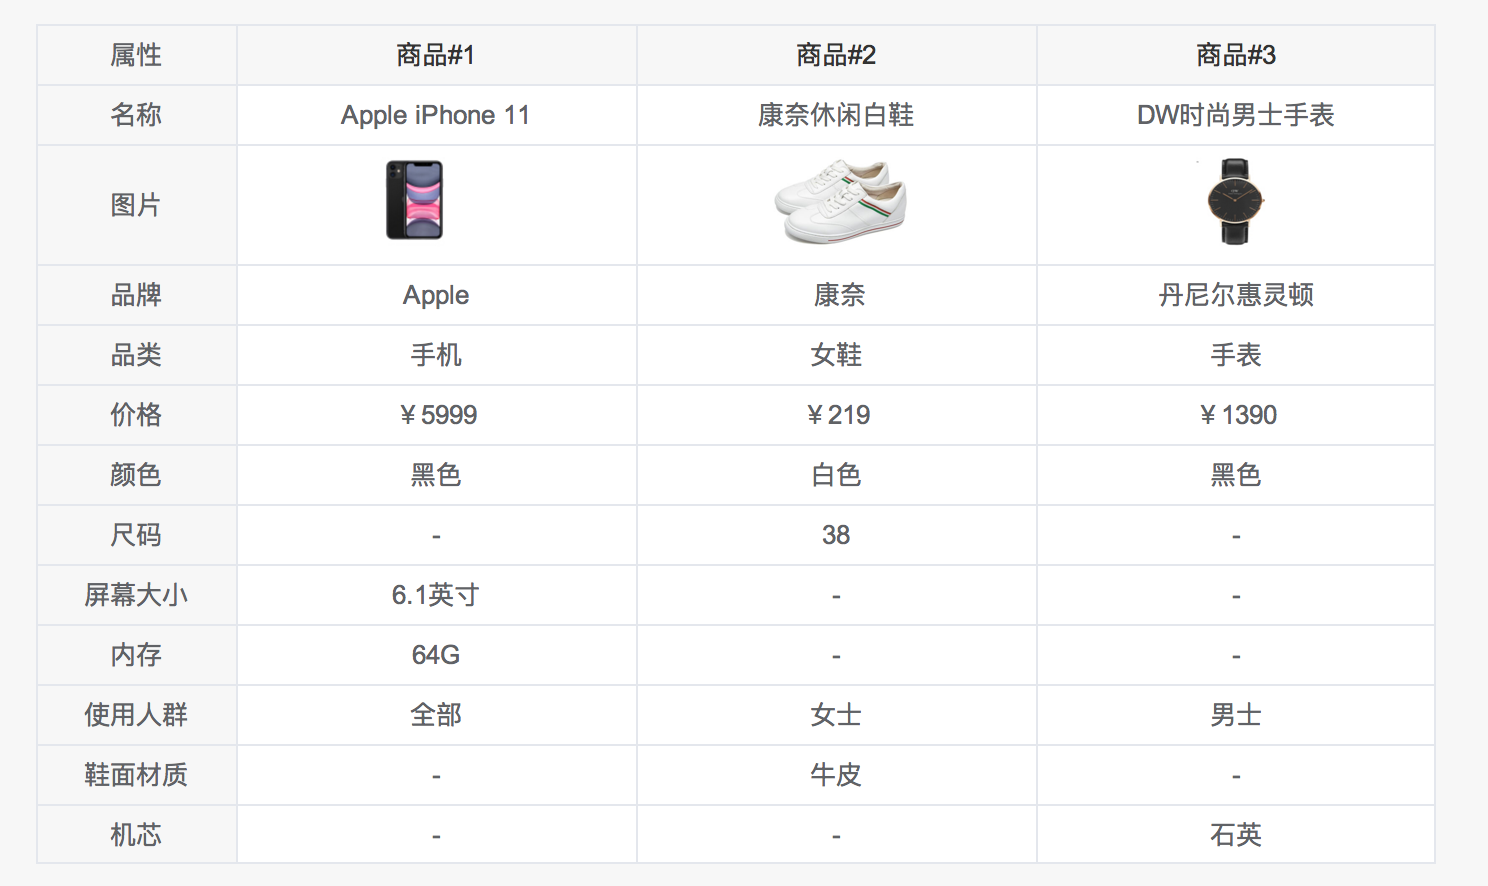 属性 商品#1 商品#2 商品#3
名称 Apple iPhone 11 康奈休闲白鞋 DW时尚男士手表
图片
品牌 Apple 康奈 丹尼尔惠灵顿
品类 手机 女鞋 手表
价格 ¥5999 ¥219 ¥1390
颜色 黑色 白色 黑色
尺码 - 38 -
屏幕大小 6.1英寸 - -
内存 64G - -
使用人群 全部 女士 男士
鞋面材质 - 牛皮 -
机芯 - - 石英